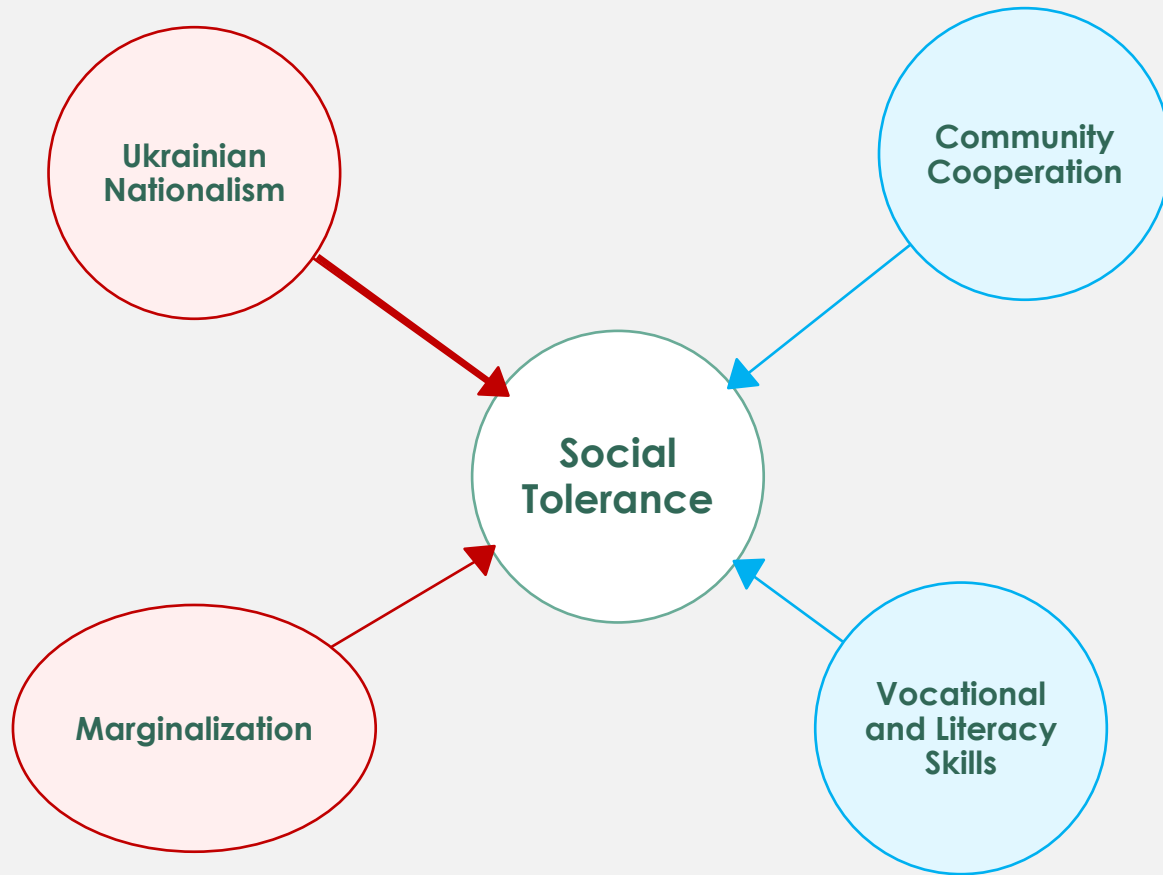 Ukrainian
Nationalism
Community
Cooperation
Social
Tolerance
Marginalization
Vocational
and Literacy
Skills